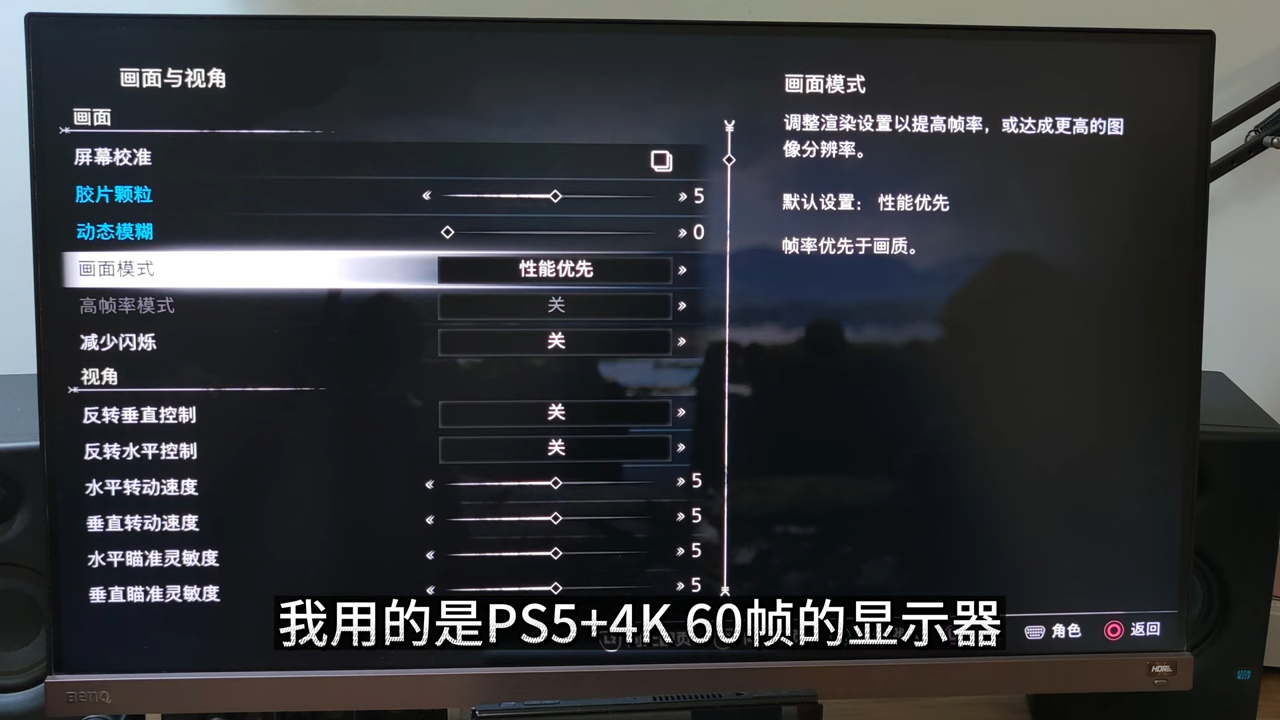 画面与视角
画面
屏幕校准
胶片颗粒 5
动态模糊 0
画面模式 性能优先
高帧率模式 关
减少闪烁 关
视角
反转垂直控制 关
反转水平控制 关
水平转动速度 5
垂直转动速度 5
水平瞄准灵敏度 5
垂直瞄准灵敏度 5
画面模式
调整渲染设置以提高帧率，或达成更高的图
像分辨率。
默认设置： 性能优先
帧率优先于画质。
角色 返回
我用的是PS5+4K 60帧的显示器
BenQ
HDRi